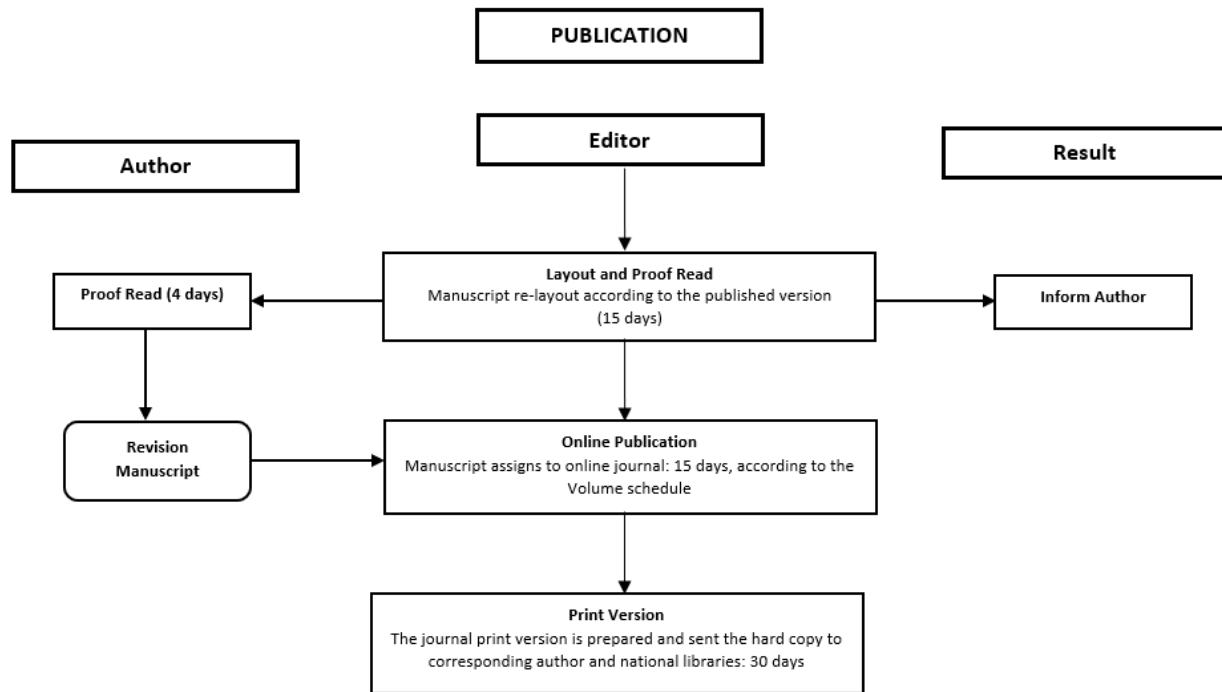 PUBLICATION
Author
Editor
Result
Proof Read (4 days)
Layout and Proof Read
Manuscript re-layout according to the published version
(15 days)
Inform Author
Revision
Manuscript
Online Publication
Manuscript assigns to online journal: 15 days, according to the
Volume schedule
Print Version
The journal print version is prepared and sent the hard copy to
corresponding author and national libraries: 30 days